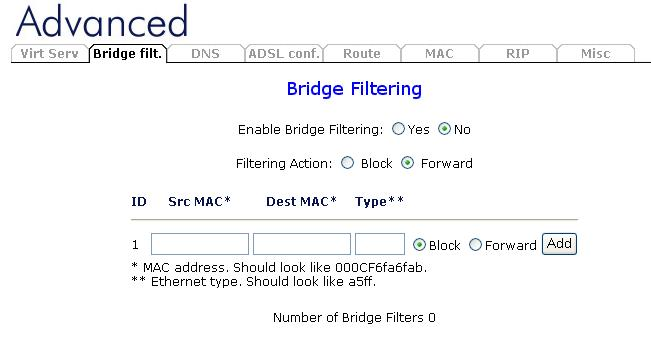 Advanced
Virt Serv Bridge filt. DNS ADSL conf. Route MAC RIP Misc
Bridge Filtering
Enable Bridge Filtering: Yes No
Filtering Action: Block Forward
ID Src MAC* Dest MAC* Type**
1 Block Forward Add
* MAC address. Should look like 000CF6fa6fab.
** Ethernet type. Should look like a5ff.
Number of Bridge Filters 0